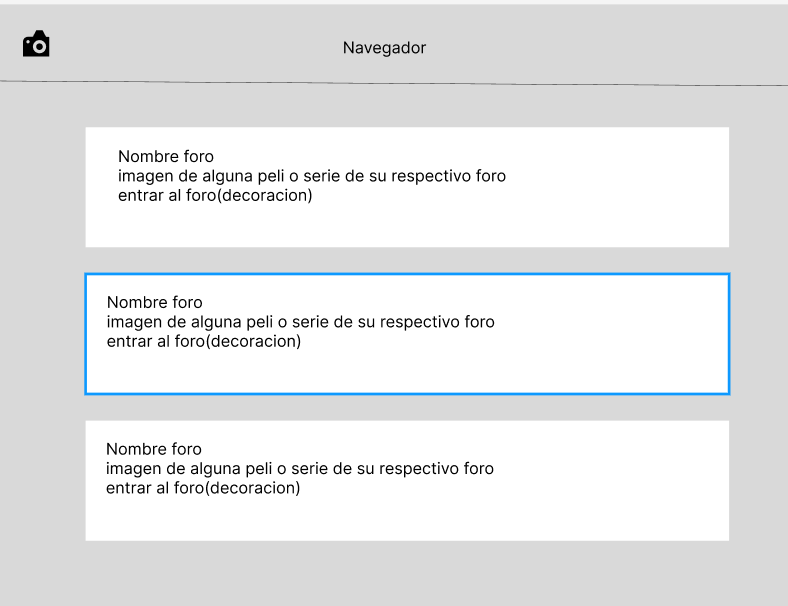 Navegador
Nombre foro
imagen de alguna peli o serie de su respectivo foro
entrar al foro(decoracion)
Nombre foro
imagen de alguna peli o serie de su respectivo foro
entrar al foro(decoracion)
Nombre foro
imagen de alguna peli o serie de su respectivo foro
entrar al foro(decoracion)